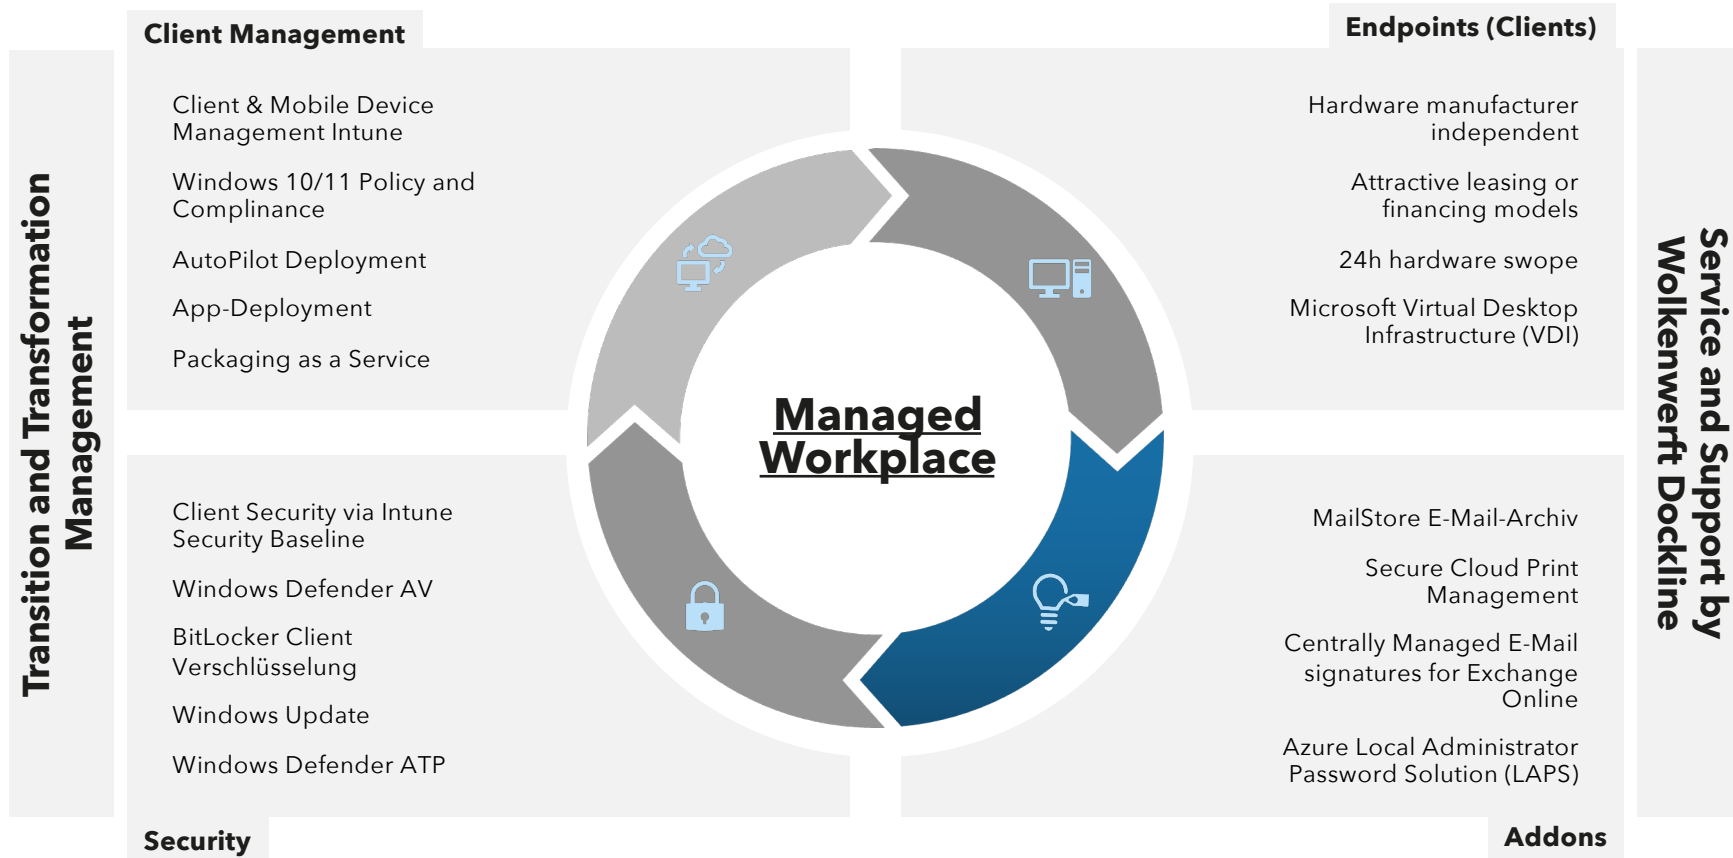 Transition and Transformation
Management
Client Management
Client & Mobile Device
Management Intune
Windows 10/11 Policy and
Complinance
AutoPilot Deployment
App-Deployment
Packaging as a Service
Endpoints (Clients)
Hardware manufacturer
independent
Attractive leasing or
financing models
24h hardware swope
Microsoft Virtual Desktop
Infrastructure (VDI)
Managed
Workplace
Client Security via Intune
Security Baseline
Windows Defender AV
BitLocker Client
Verschlüsselung
Windows Update
Windows Defender ATP
Security
MailStore E-Mail-Archiv
Secure Cloud Print
Management
Centrally Managed E-Mail
signatures for Exchange
Online
Azure Local Administrator
Password Solution (LAPS)
Addons
Service and Support by
Wolkenwerft Dockline